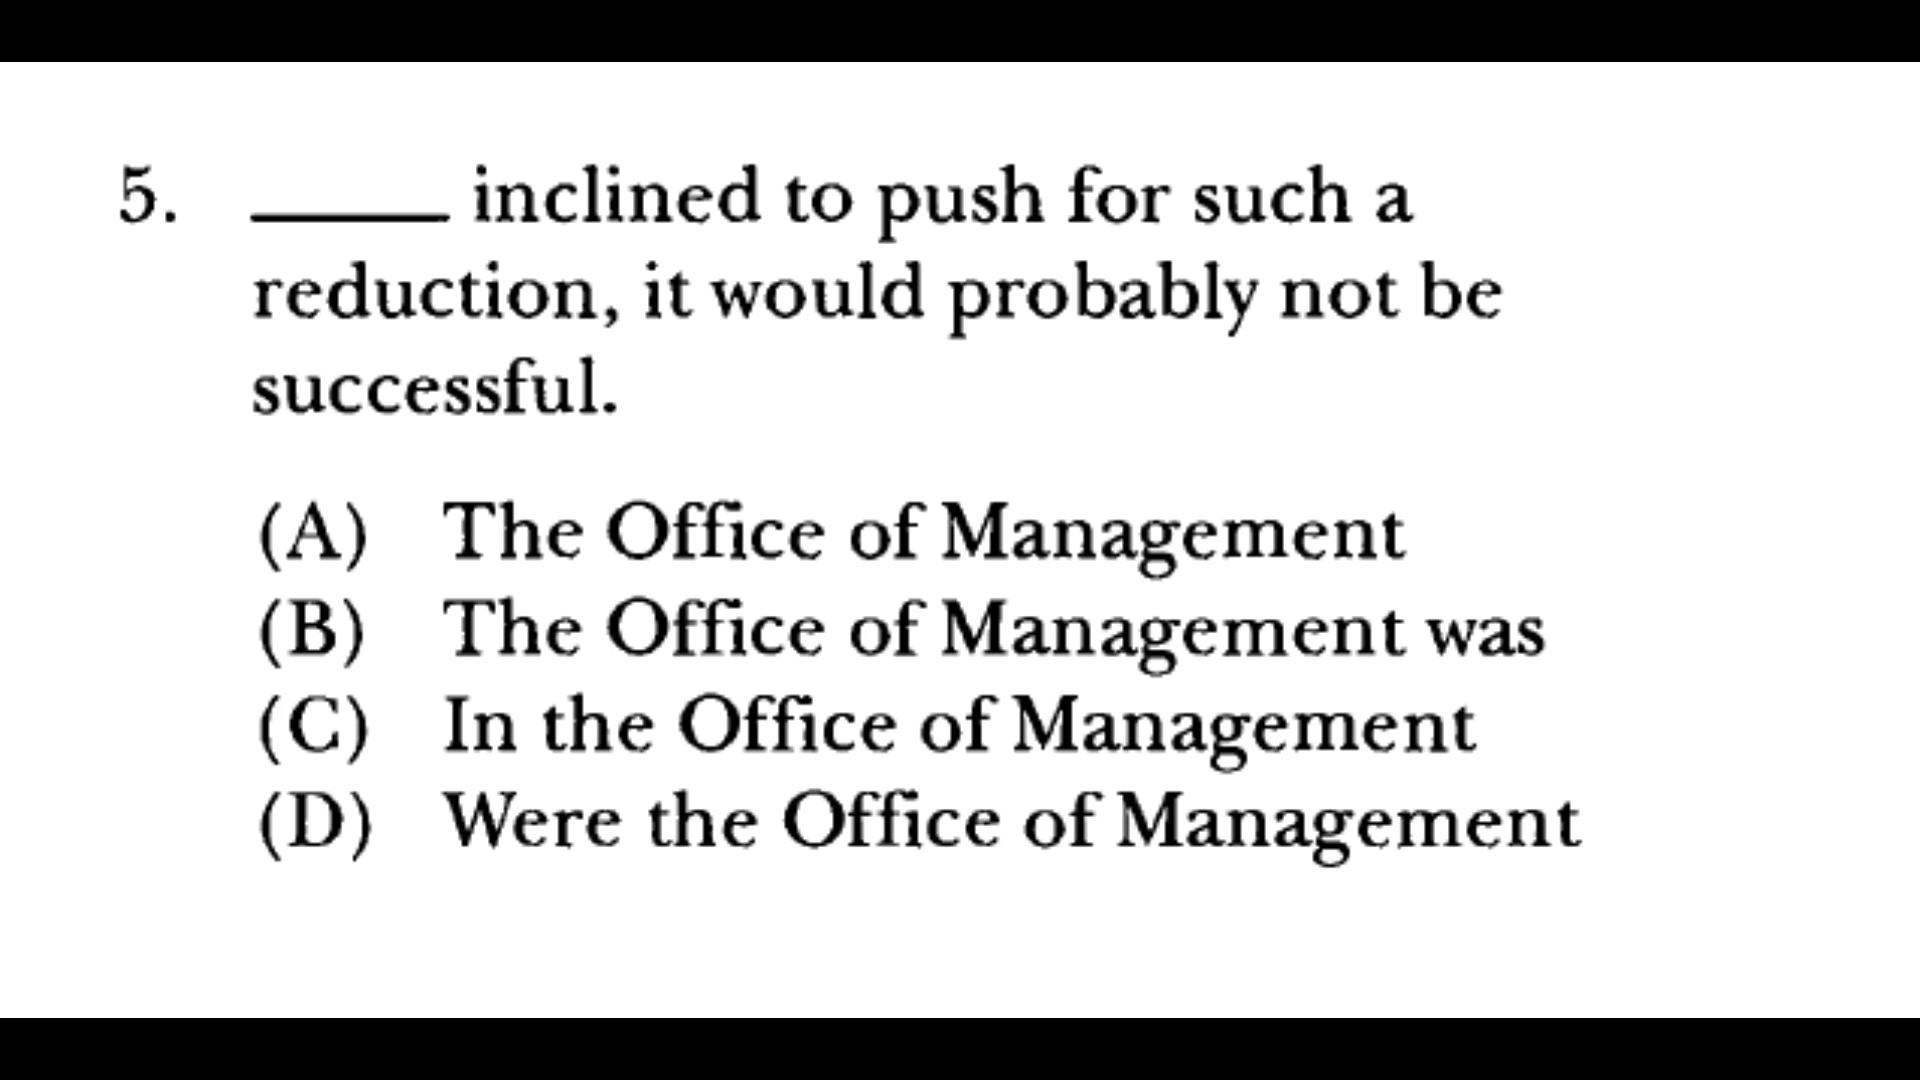 5. _____ inclined to push for such a
reduction, it would probably not be
successful.
(A) The Office of Management
(B) The Office of Management was
(C) In the Office of Management
(D) Were the Office of Management